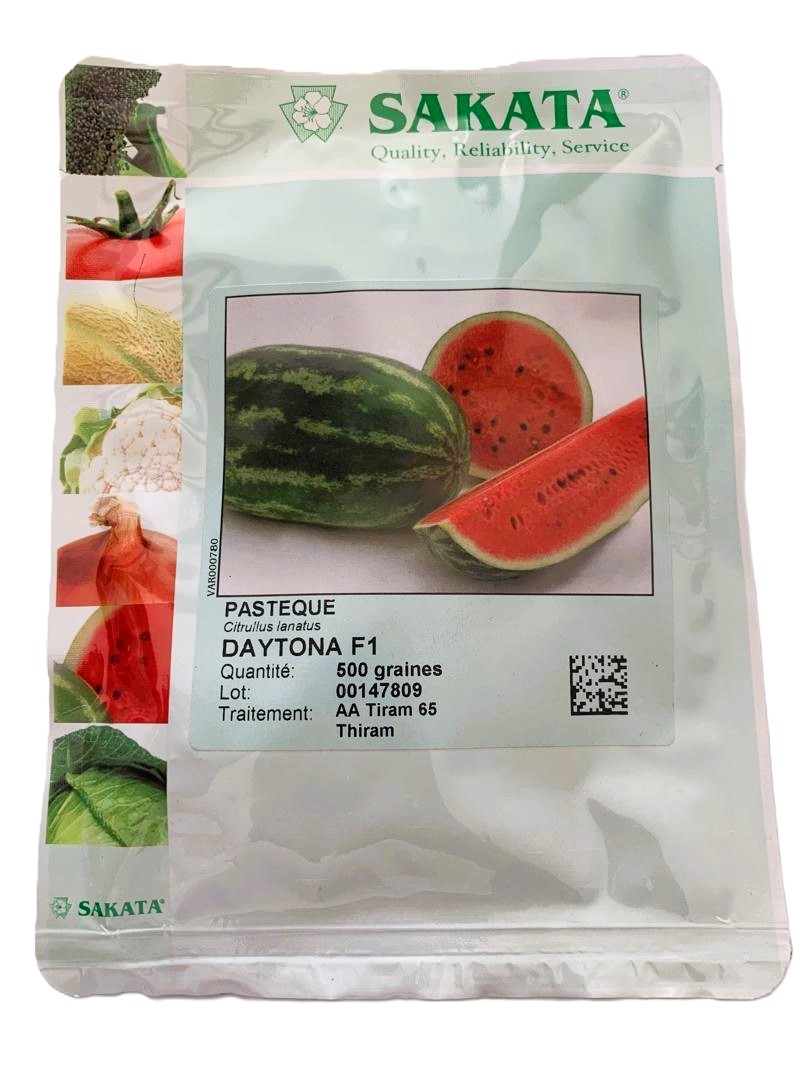 SAKATA®
Quality, Reliability, Service
VAR000780
PASTEQUE
Citrullus lanatus
DAYTONA F1
Quantité: 500 graines
Lot: 00147809
Traitement: AA Tiram 65
Thiram
SAKATA®